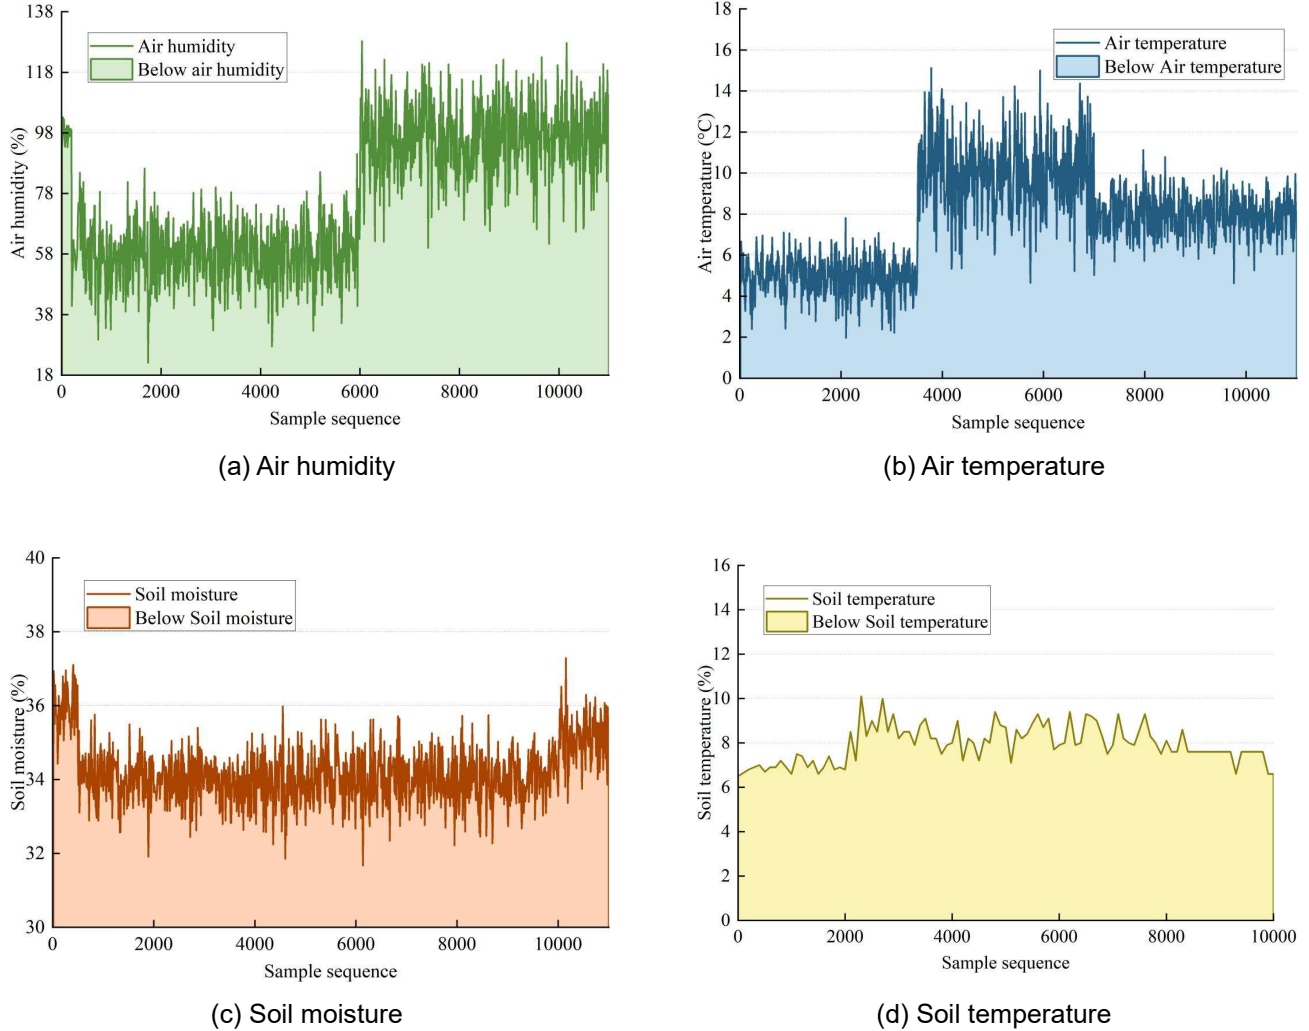 138
118
98
78
58
38
18
Air humidity (%)
Air humidity
Below air humidity
0 2000 4000 6000 8000 10000
Sample sequence
(a) Air humidity
18
16
14
12
10
8
6
4
2
0
Air temperature (°C)
Air temperature
Below Air temperature
0 2000 4000 6000 8000 10000
Sample sequence
(b) Air temperature
40
38
36
34
32
30
Soil moisture (%)
Soil moisture
Below Soil moisture
0 2000 4000 6000 8000 10000
Sample sequence
(c) Soil moisture
16
14
12
10
8
6
4
2
0
Soil temperature (%)
Soil temperature
Below Soil temperature
0 2000 4000 6000 8000 10000
Sample sequence
(d) Soil temperature